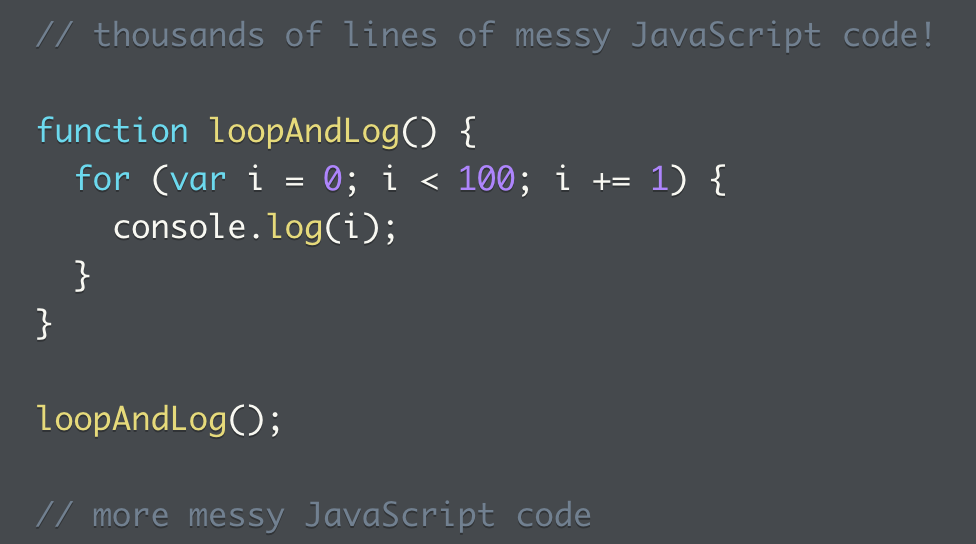 // thousands of lines of messy JavaScript code!
function loopAndLog() {
  for (var i = 0; i < 100; i += 1) {
    console.log(i);
  }
}
loopAndLog();
// more messy JavaScript code